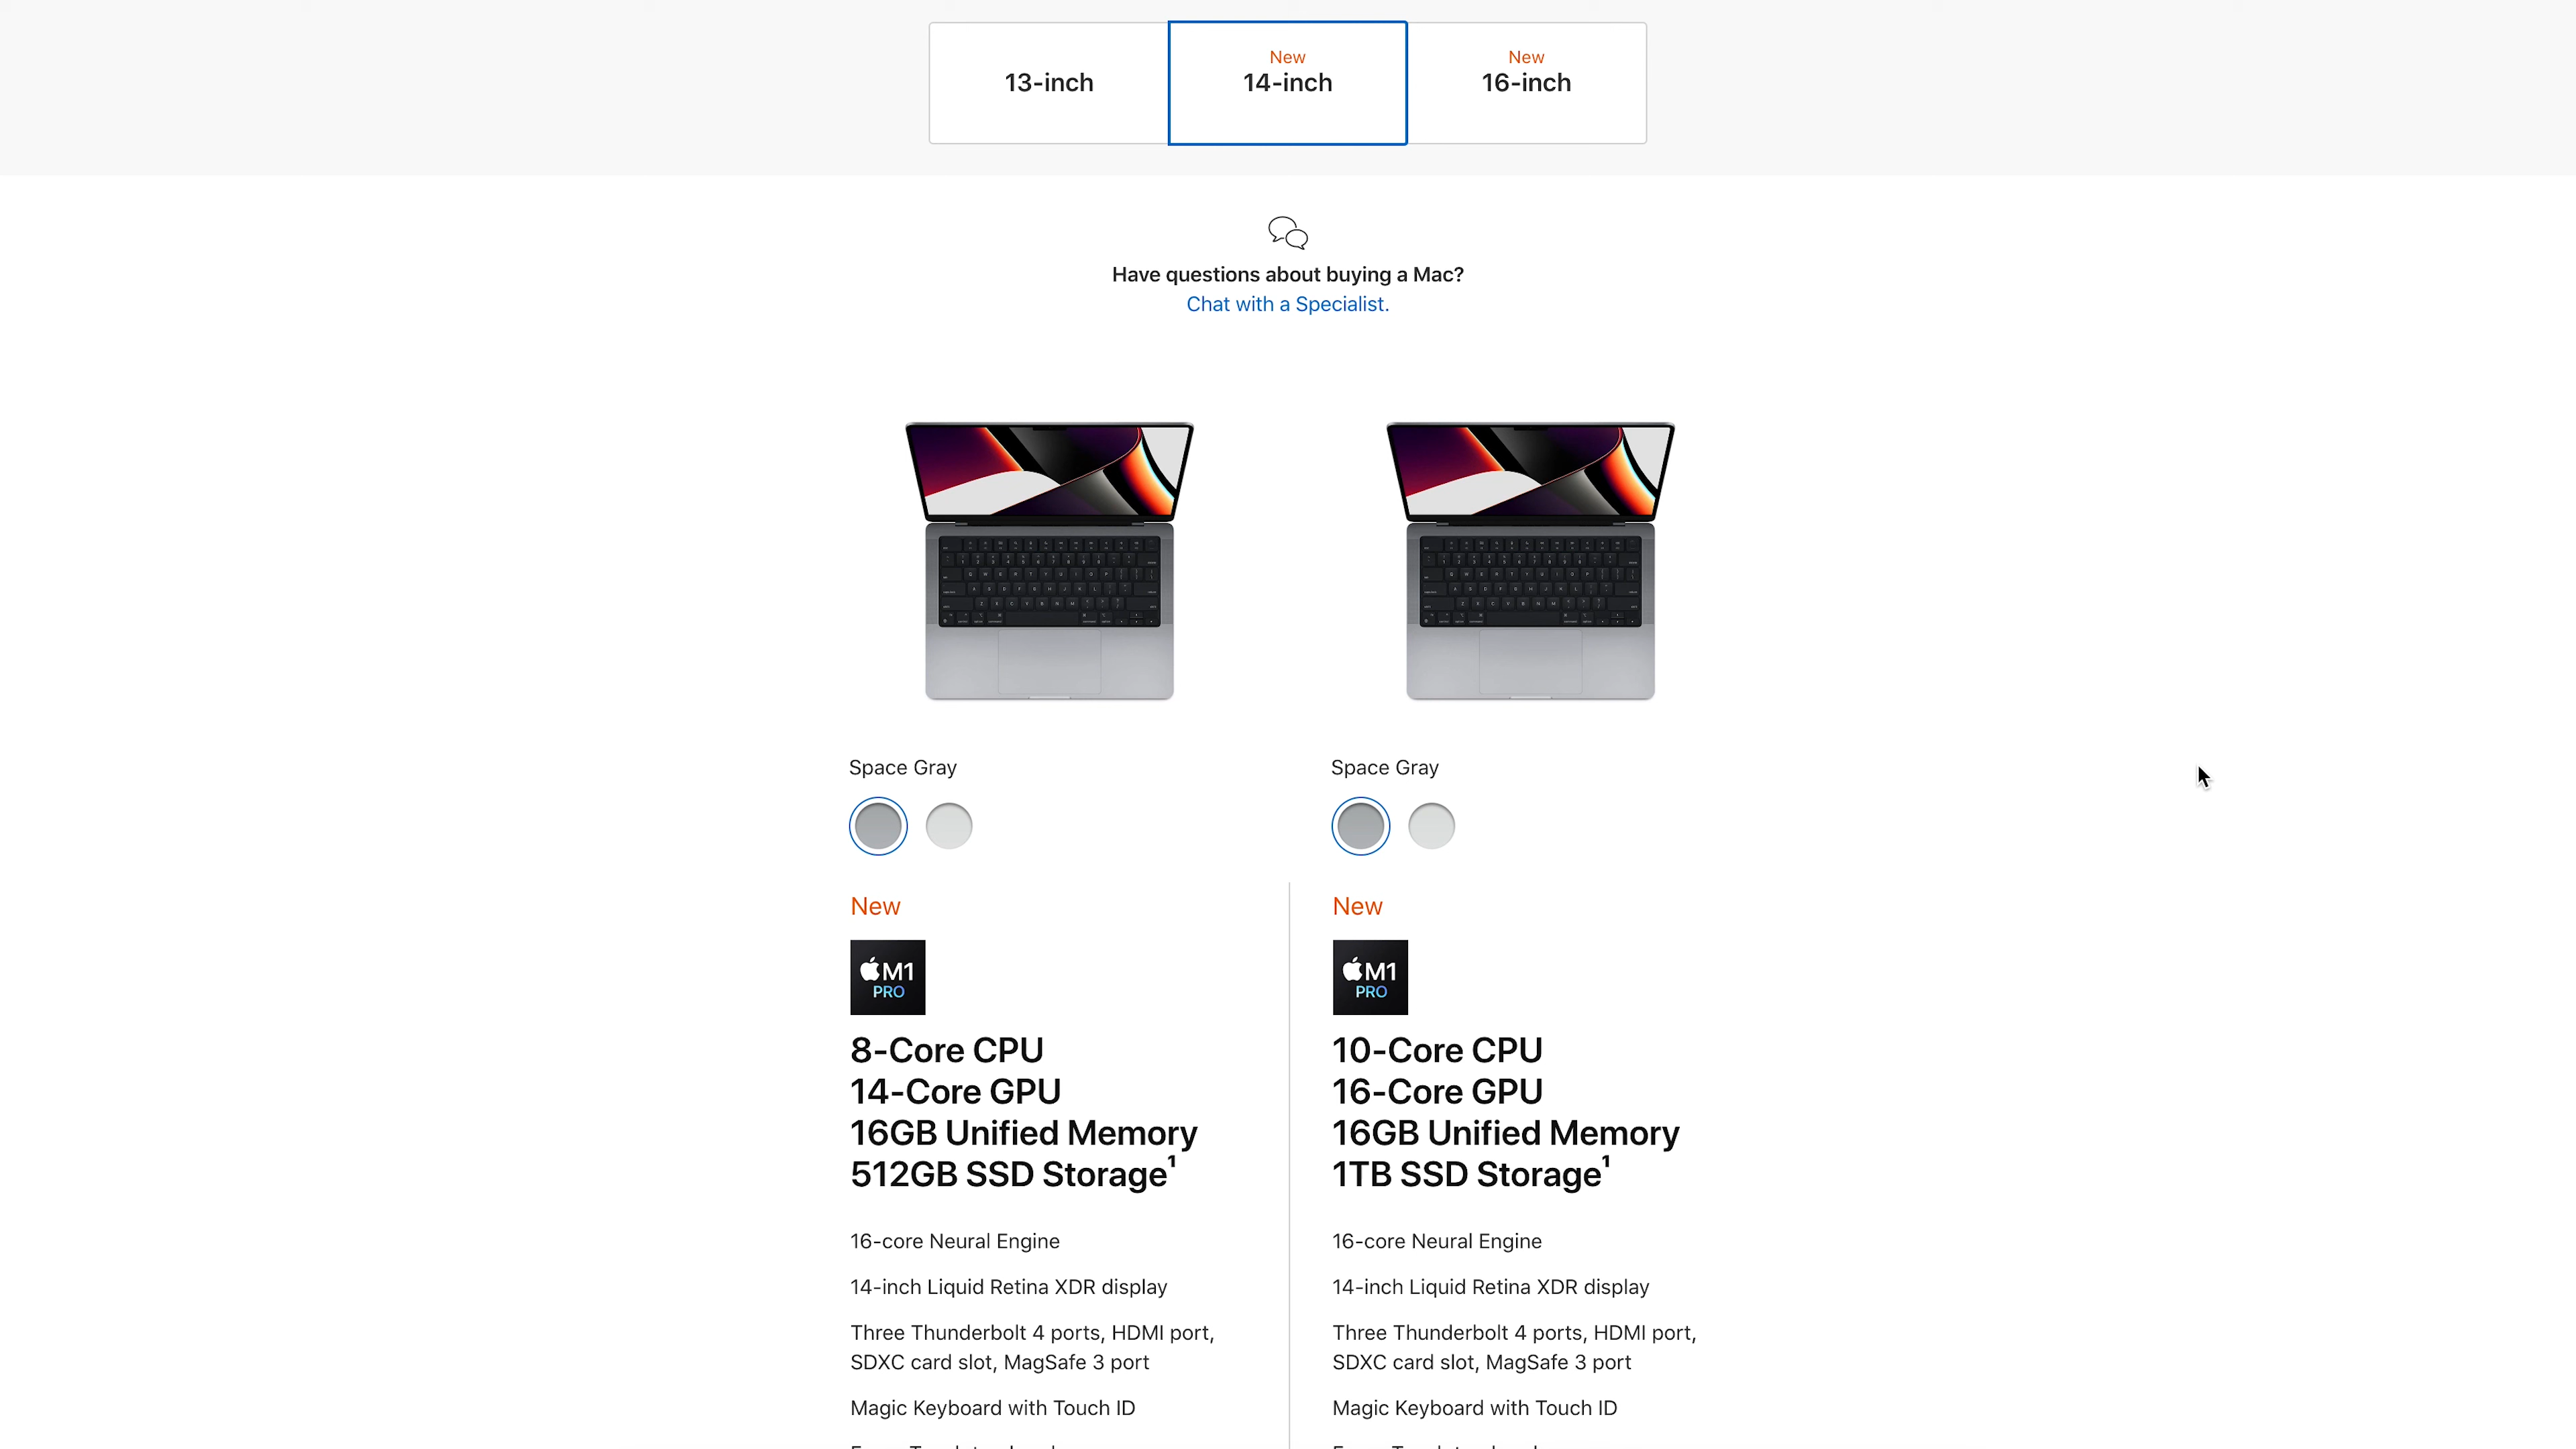 13-inch
New
14-inch
New
16-inch
Have questions about buying a Mac?
Chat with a Specialist.
Space Gray
New
M1
PRO
8-Core CPU
14-Core GPU
16GB Unified Memory
512GB SSD Storage¹
16-core Neural Engine
14-inch Liquid Retina XDR display
Three Thunderbolt 4 ports, HDMI port,
SDXC card slot, MagSafe 3 port
Magic Keyboard with Touch ID
Space Gray
New
M1
PRO
10-Core CPU
16-Core GPU
16GB Unified Memory
1TB SSD Storage¹
16-core Neural Engine
14-inch Liquid Retina XDR display
Three Thunderbolt 4 ports, HDMI port,
SDXC card slot, MagSafe 3 port
Magic Keyboard with Touch ID